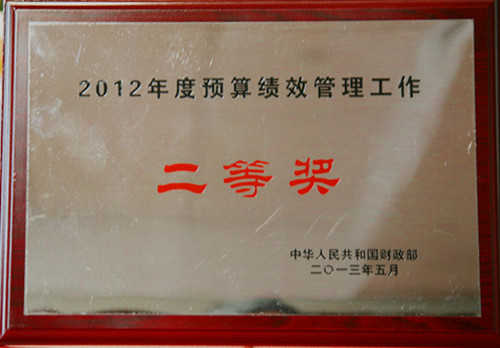 2012年度预算绩效管理工作
二等奖
中华人民共和国财政部
二〇一三年五月